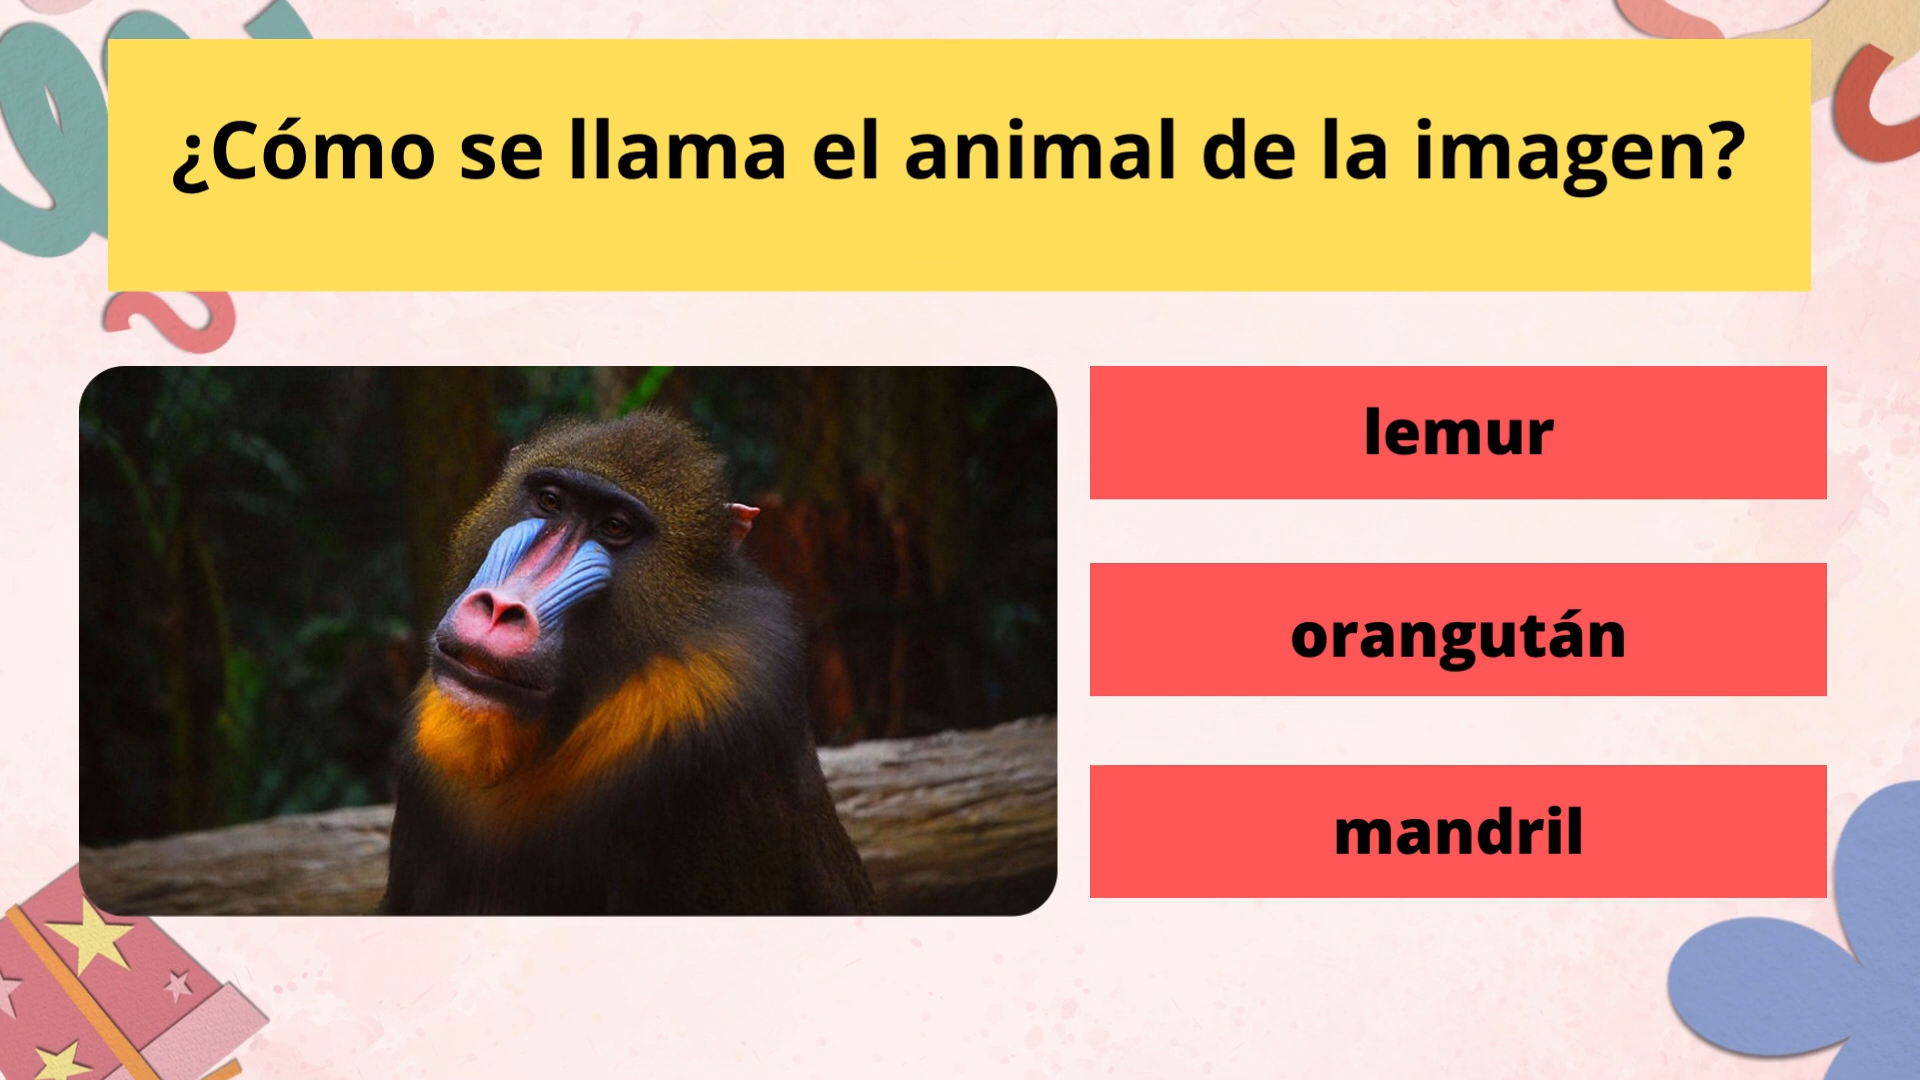 ¿Cómo se llama el animal de la imagen?
lemur
orangután
mandril